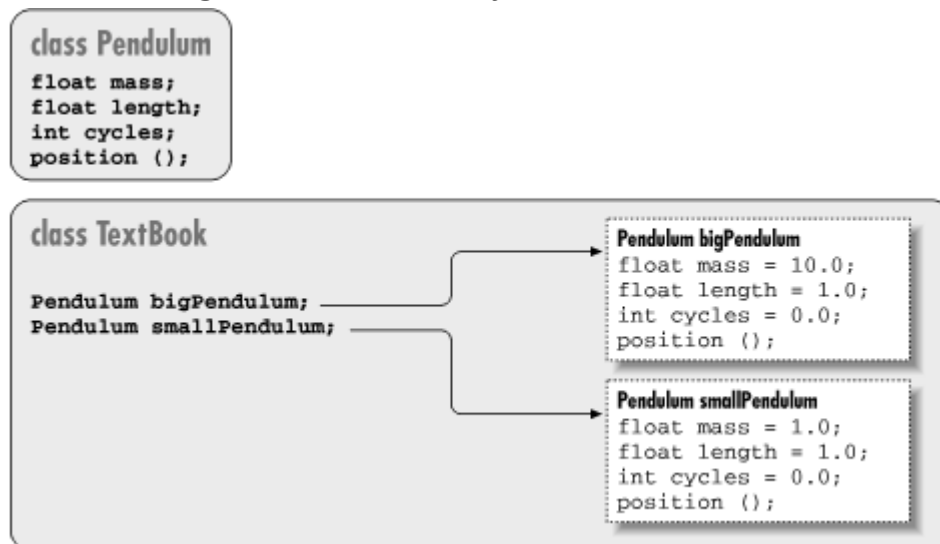 class Pendulum
float mass;
float length;
int cycles;
position ();
class TextBook
Pendulum bigPendulum;
Pendulum smallPendulum;
Pendulum bigPendulum
float mass = 10.0;
float length = 1.0;
int cycles = 0.0;
position ();
Pendulum smallPendulum
float mass = 1.0;
float length = 1.0;
int cycles = 0.0;
position ();